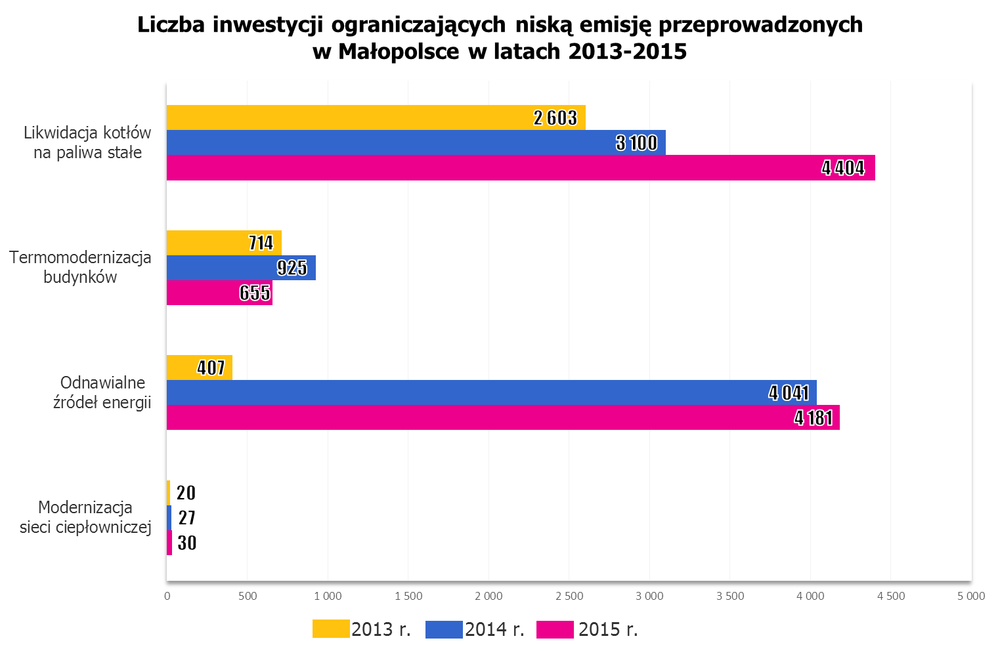 Liczba inwestycji ograniczających niską emisję przeprowadzonych
w Małopolsce w latach 2013-2015
Likwidacja kotłów
na paliwa stałe
2 603
3 100
4 404
Termomodernizacja
budynków
714
925
655
Odnawialne
źródeł energii
407
4 041
4 181
Modernizacja
sieci ciepłowniczej
20
27
30
0 500 1 000 1 500 2 000 2 500 3 000 3 500 4 000 4 500 5 000
2013 r. 2014 r. 2015 r.